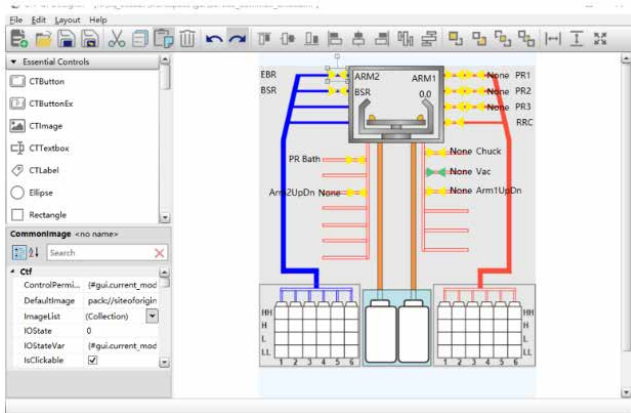 File Edit Layout Help
Essential Controls
CTButton
CTButtonEx
CTImage
CTTextbox
CTLabel
Ellipse
Rectangle
CommonImage <no name>
Search
Ctf
ControlPermi... {#gui.current_mod
DefaultImage pack://siteoforigin
ImageList (Collection)
IOState 0
IOStateVar {#gui.current_mod
IsClickable
EBR ARM2 ARM1 None PR1
BSR BSR 0.0 None PR2
None PR3
RRC
PR Bath None Chuck
None Vac
Arm2UpDn None None Arm1UpDn
HH HH
H H
L L
LL LL
1 2 3 4 5 6 1 2 3 4 5 6